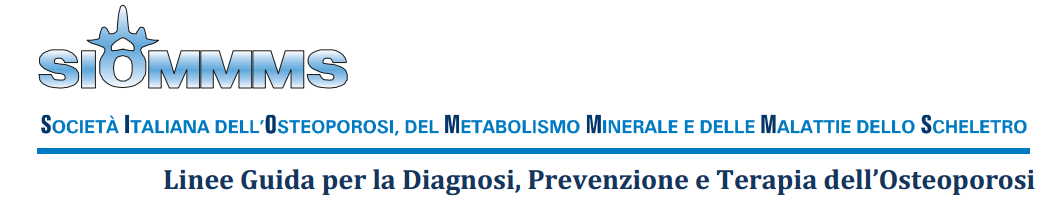 SIOMMMS
SOCIETÀ ITALIANA DELL'OSTEOPOROSI, DEL METABOLISMO MINERALE E DELLE MALATTIE DELLO SCHELETRO
Linee Guida per la Diagnosi, Prevenzione e Terapia dell’Osteoporosi